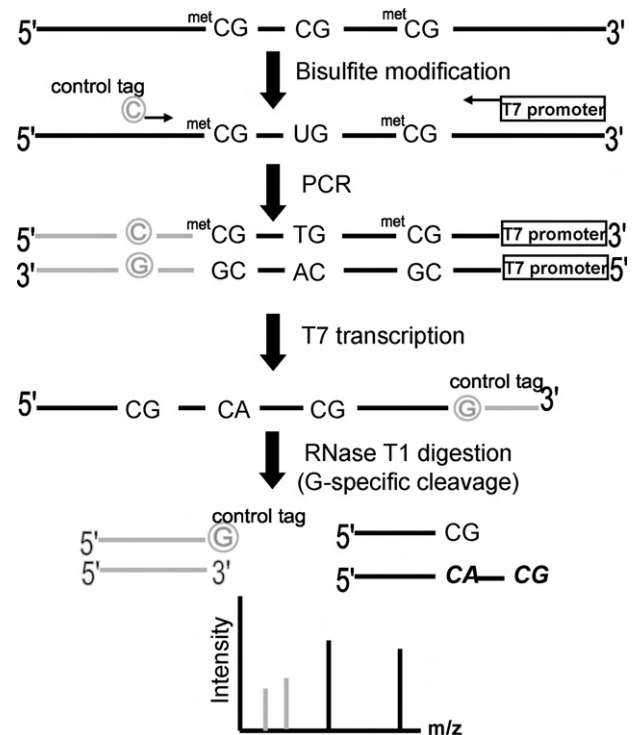 5' metCG CG metCG 3'
Bisulfite modification
control tag
C T7 promoter
5' metCG UG metCG 3'
PCR
5' C metCG TG metCG T7 promoter 3'
3' G GC AC GC T7 promoter 5'
T7 transcription
control tag
5' CG CA CG G 3'
RNase T1 digestion
(G-specific cleavage)
control tag
5' G 5' CG
5' 3' 5' CA CG
Intensity
m/z